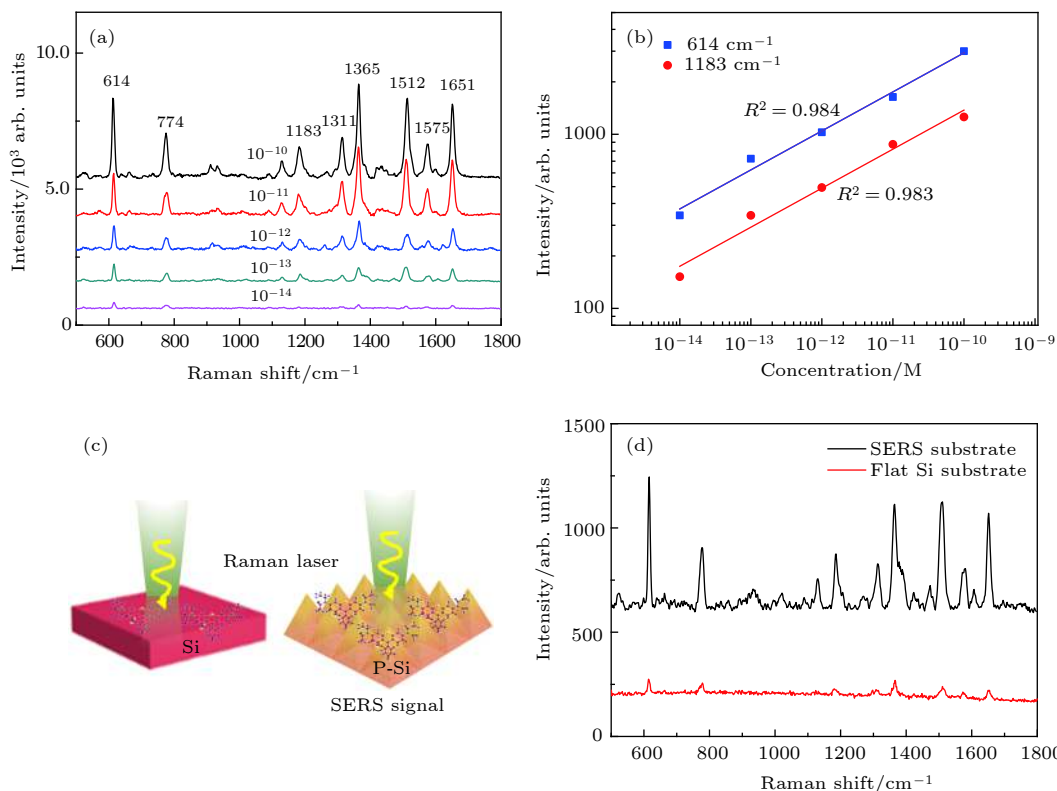 (a)
10.0
5.0
0
Intensity/10³ arb. units
614
774
1183
1311
1365
1512
1575
1651
10⁻¹⁰
10⁻¹¹
10⁻¹²
10⁻¹³
10⁻¹⁴
600 800 1000 1200 1400 1600 1800
Raman shift/cm⁻¹
(b)
614 cm⁻¹
1183 cm⁻¹
R² = 0.984
R² = 0.983
1000
100
Intensity/arb. units
10⁻¹⁴ 10⁻¹³ 10⁻¹² 10⁻¹¹ 10⁻¹⁰ 10⁻⁹
Concentration/M
(c)
Raman laser
Si
P-Si
SERS signal
(d)
SERS substrate
Flat Si substrate
1500
1000
500
0
Intensity/arb. units
600 800 1000 1200 1400 1600 1800
Raman shift/cm⁻¹